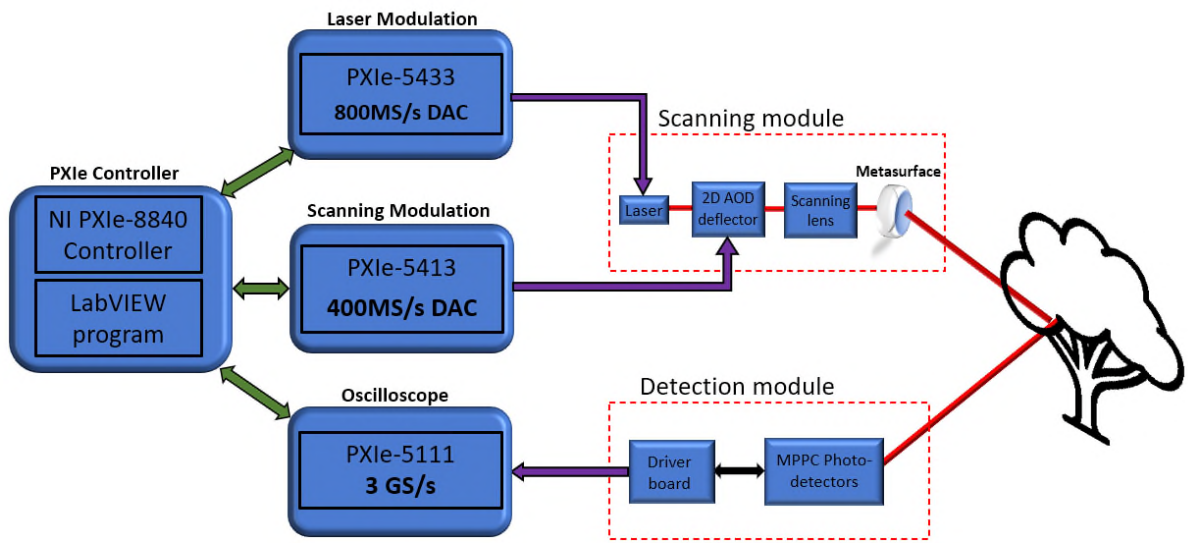 Laser Modulation
PXIe-5433
800MS/s DAC
PXIe Controller
NI PXIe-8840
Controller
LabVIEW
program
Scanning Modulation
PXIe-5413
400MS/s DAC
Oscilloscope
PXIe-5111
3 GS/s
Scanning module
Laser
2D AOD
deflector
Scanning
lens
Metasurface
Detection module
Driver
board
MPPC Photo-
detectors